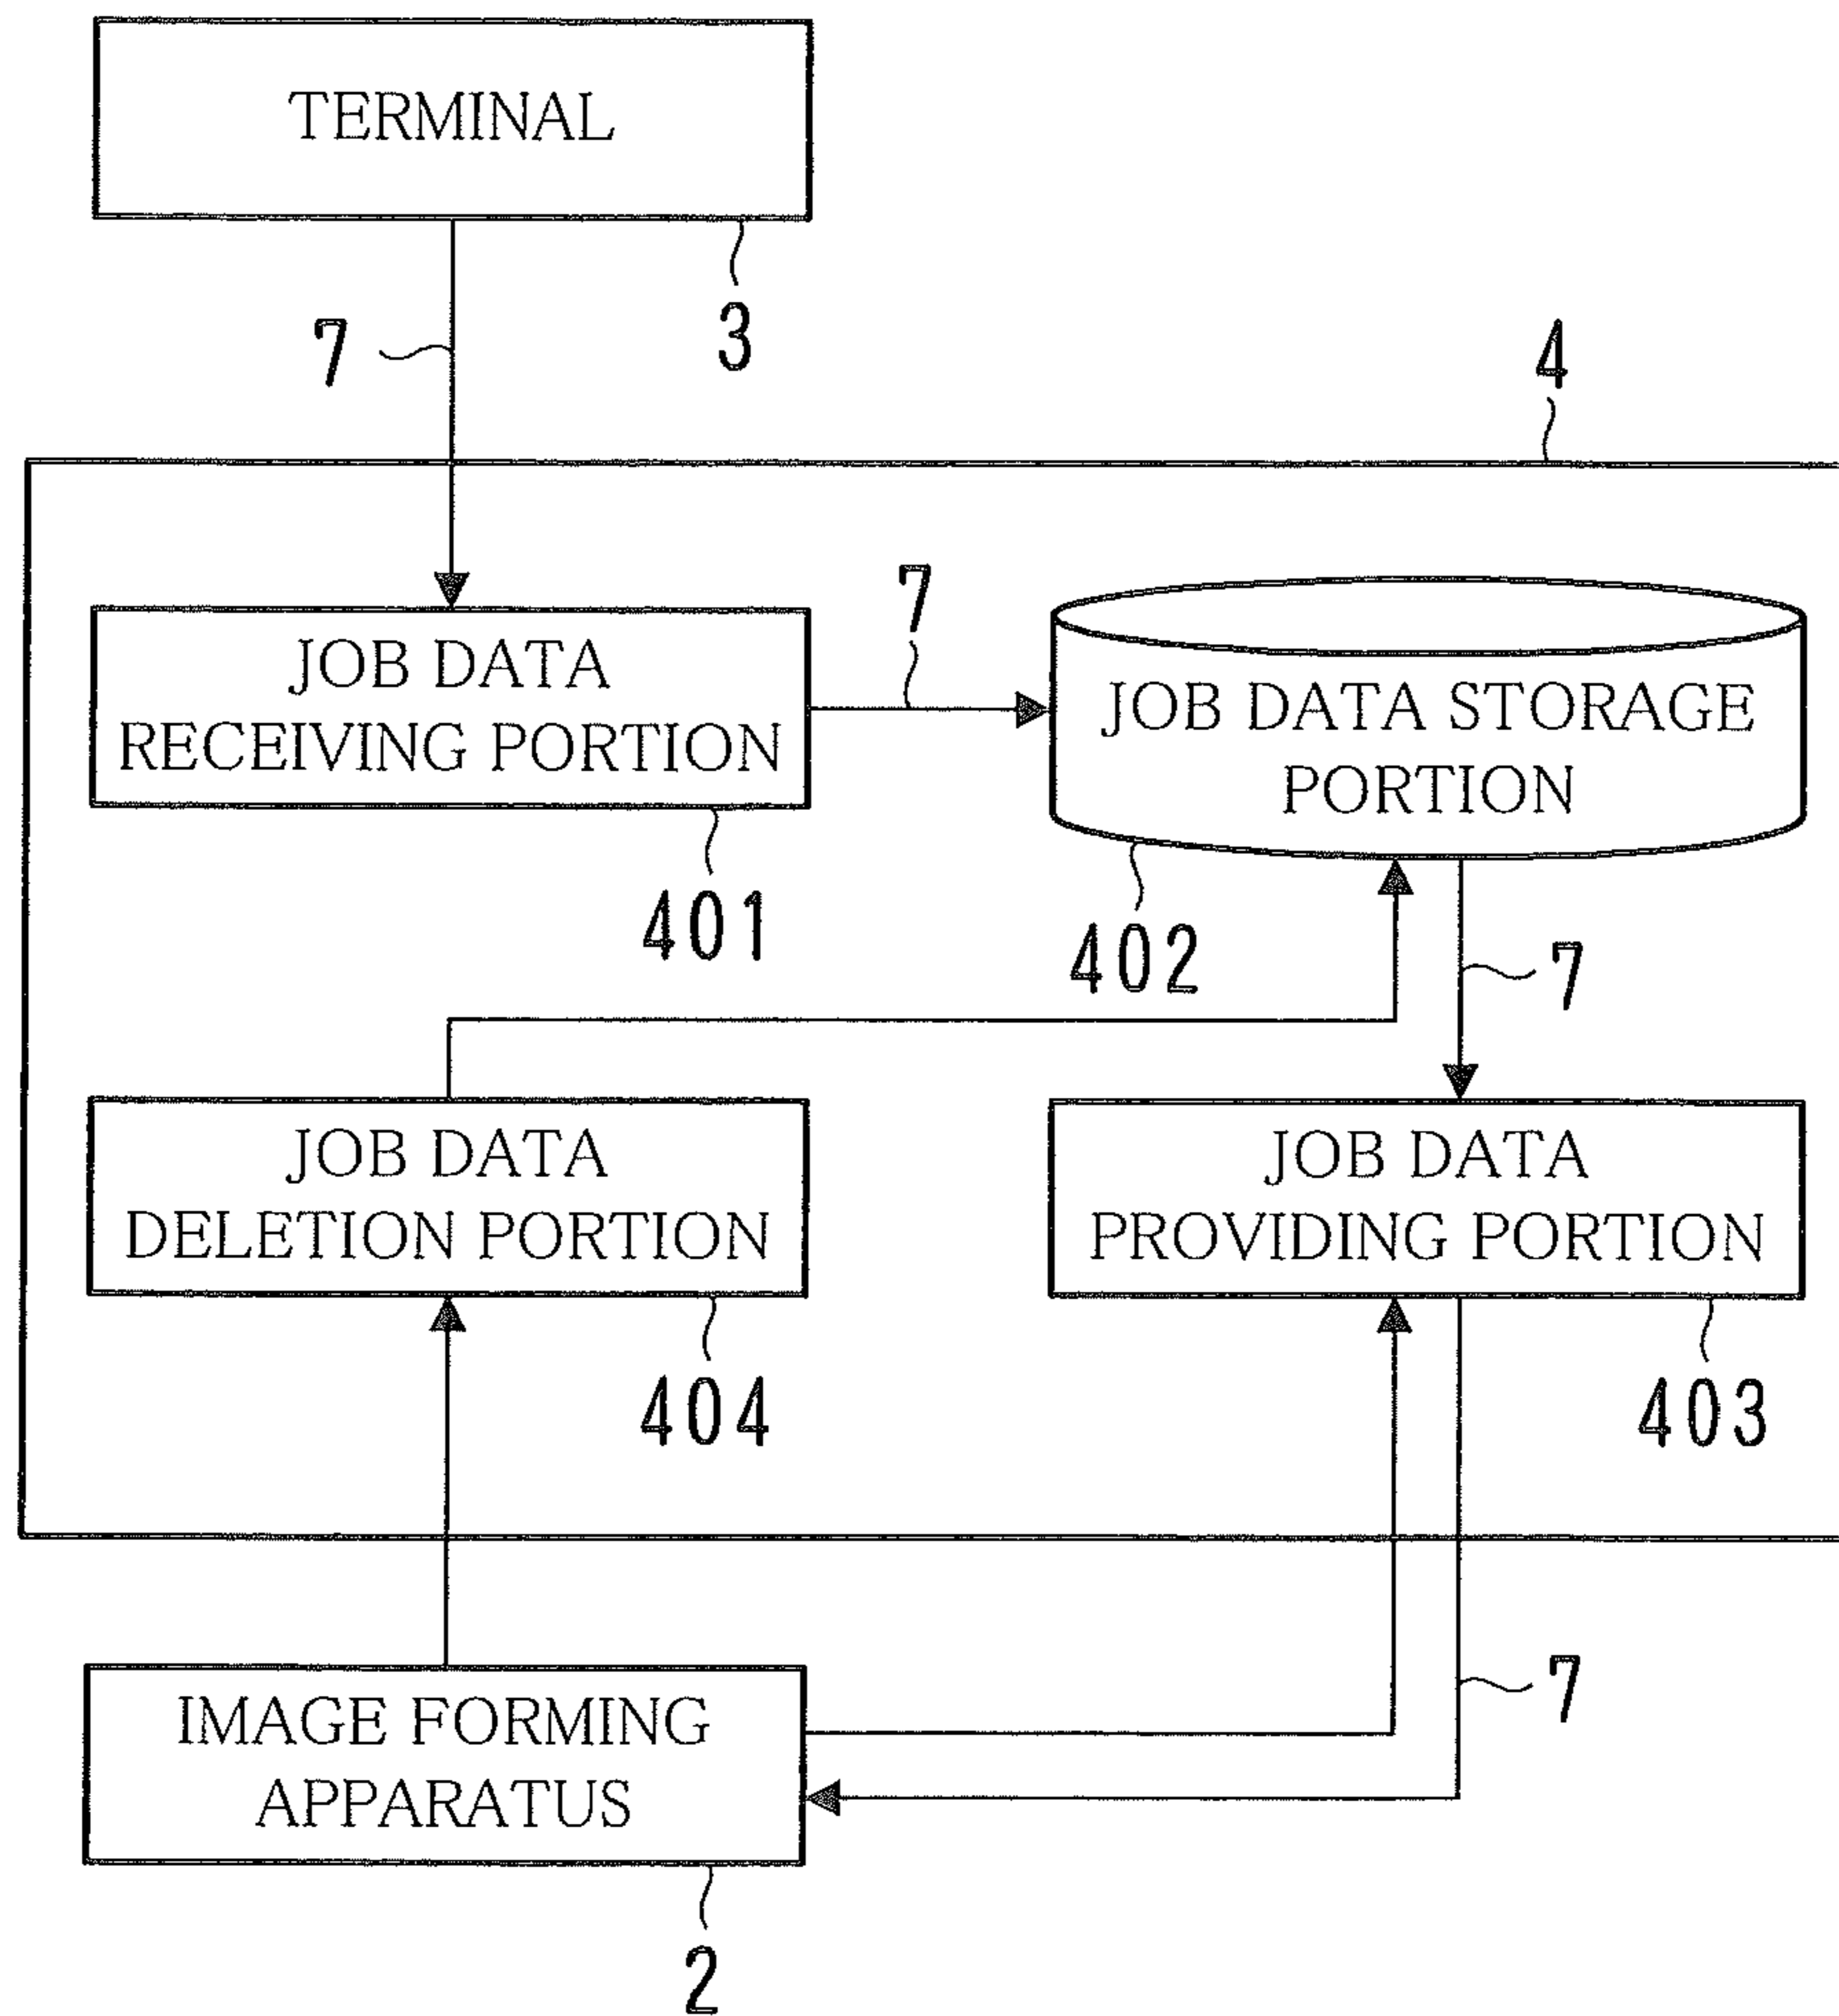 TERMINAL
3
7
4
JOB DATA
RECEIVING PORTION
401
7
JOB DATA STORAGE
PORTION
402
7
JOB DATA
DELETION PORTION
404
JOB DATA
PROVIDING PORTION
403
IMAGE FORMING
APPARATUS
2
7